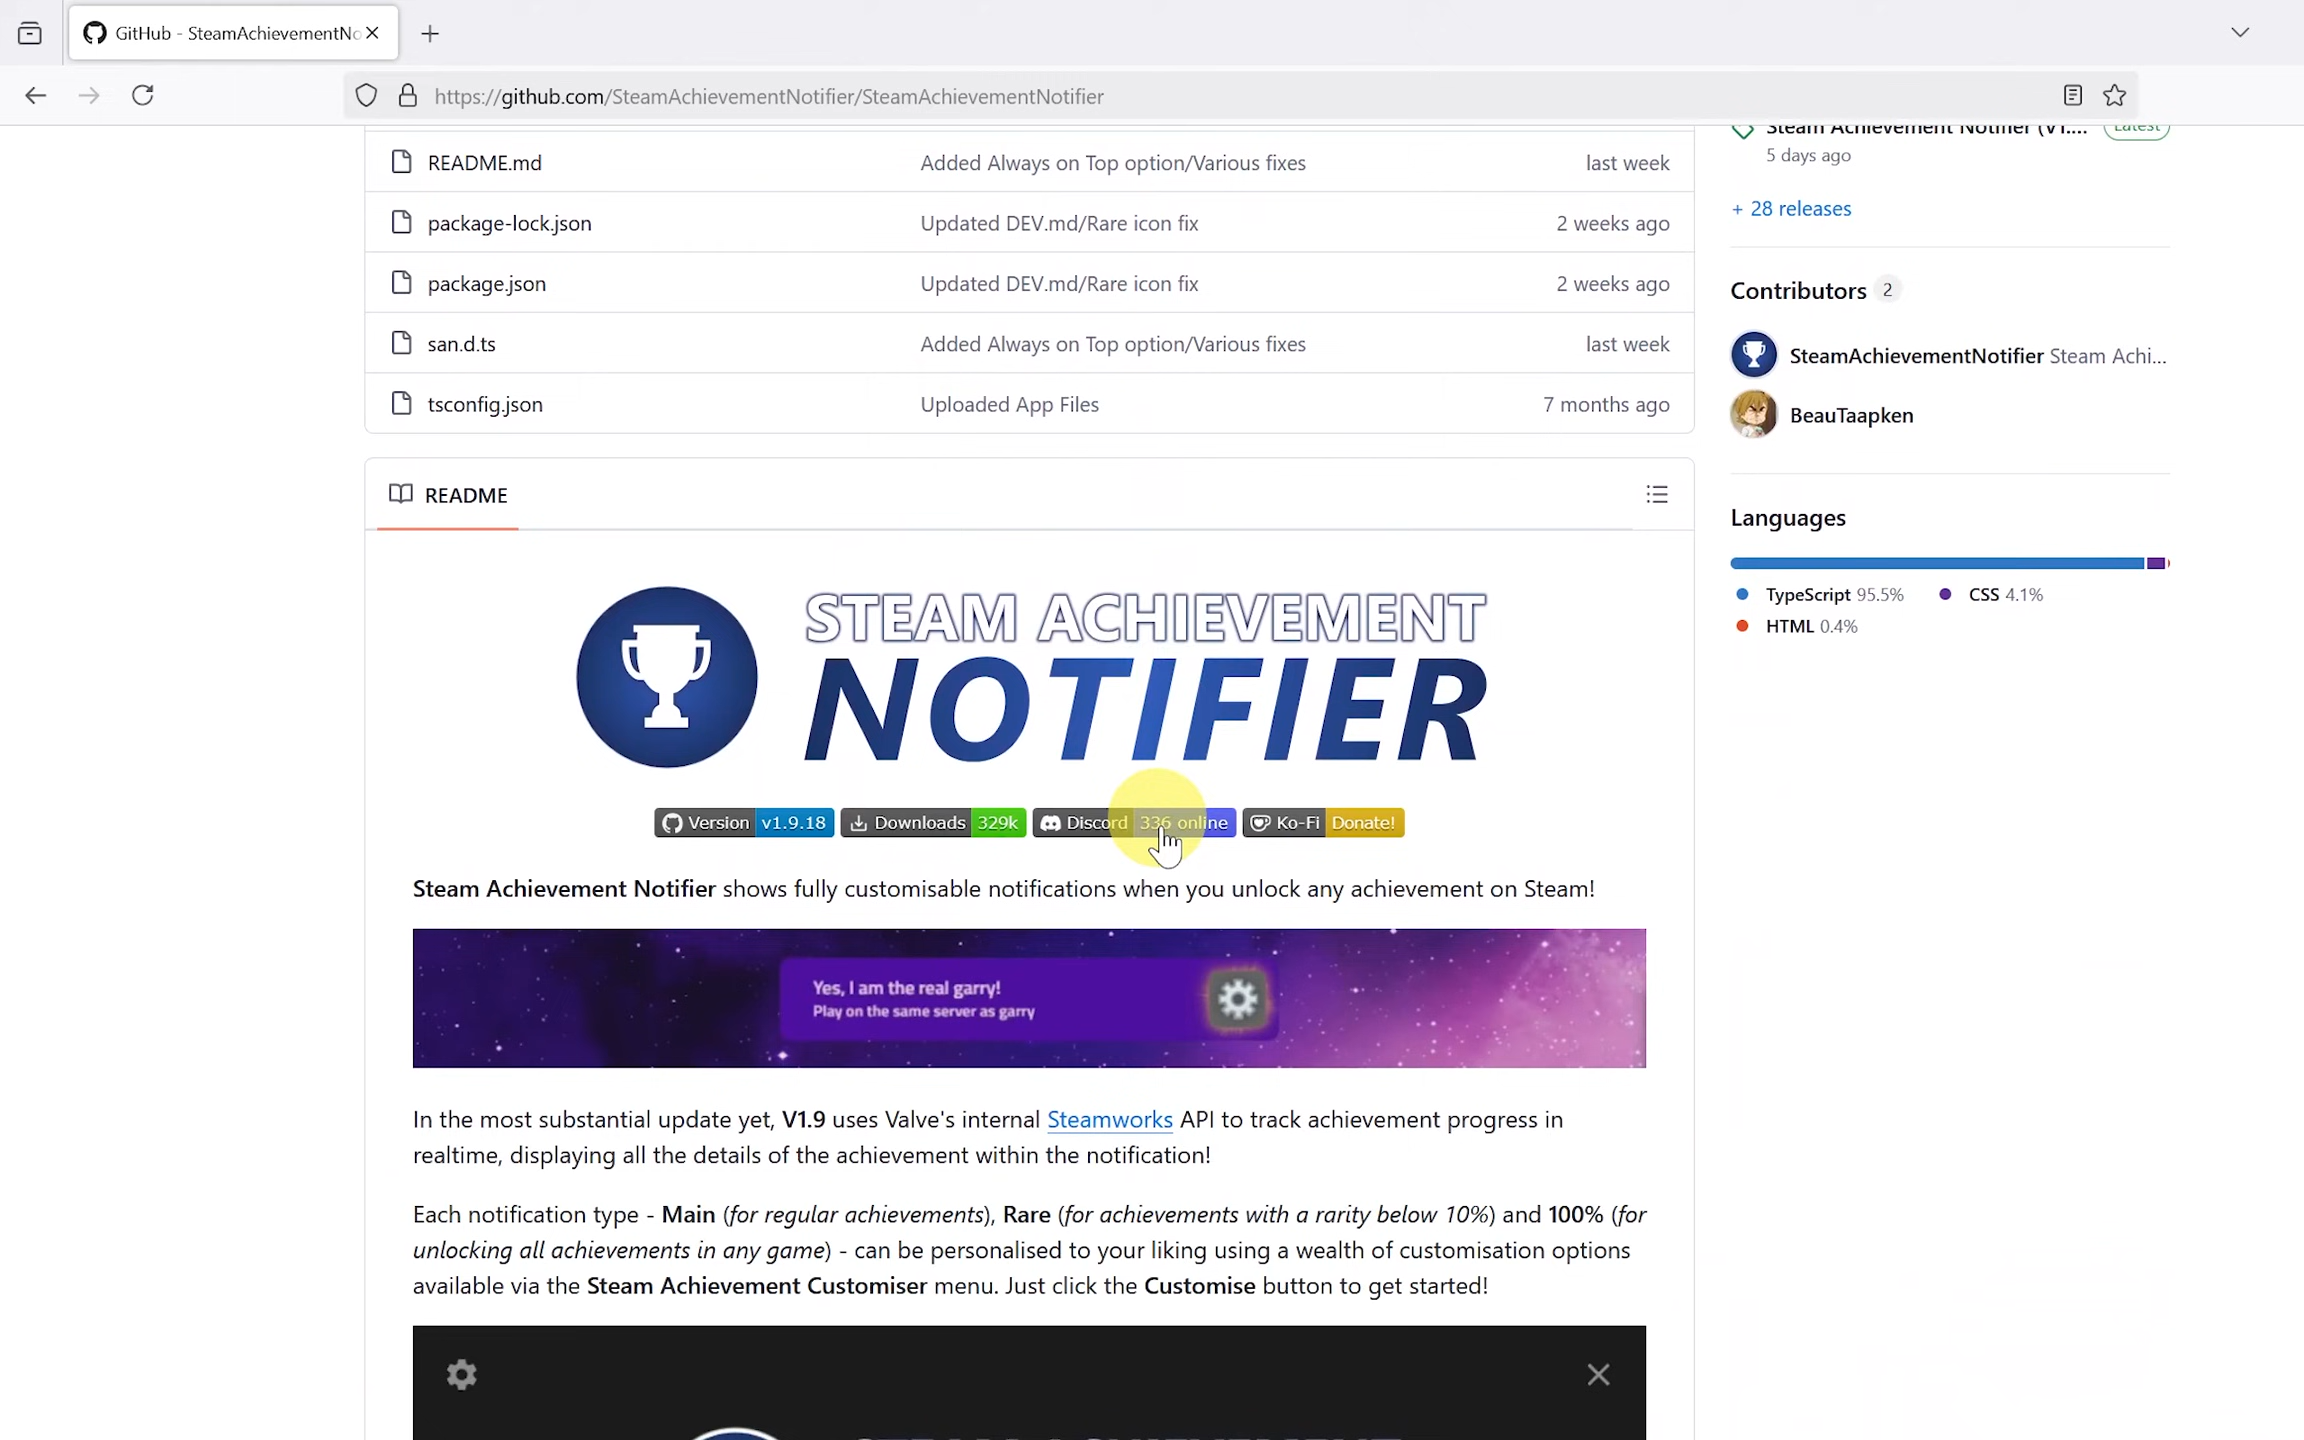 GitHub - SteamAchievementNo
https://github.com/SteamAchievementNotifier/SteamAchievementNotifier
README.md Added Always on Top option/Various fixes last week
package-lock.json Updated DEV.md/Rare icon fix 2 weeks ago
package.json Updated DEV.md/Rare icon fix 2 weeks ago
san.d.ts Added Always on Top option/Various fixes last week
tsconfig.json Uploaded App Files 7 months ago
README
STEAM ACHIEVEMENT
NOTIFIER
Version v1.9.18 Downloads 329k Discord 336 online Ko-Fi Donate!
Steam Achievement Notifier shows fully customisable notifications when you unlock any achievement on Steam!
Yes, I am the real garry!
Play on the same server as garry
In the most substantial update yet, V1.9 uses Valve's internal Steamworks API to track achievement progress in
realtime, displaying all the details of the achievement within the notification!
Each notification type - Main (for regular achievements), Rare (for achievements with a rarity below 10%) and 100% (for
unlocking all achievements in any game) - can be personalised to your liking using a wealth of customisation options
available via the Steam Achievement Customiser menu. Just click the Customise button to get started!
Steam Achievement Notifier (V1.... Latest
5 days ago
+ 28 releases
Contributors 2
SteamAchievementNotifier Steam Achi...
BeauTaapken
Languages
TypeScript 95.5% CSS 4.1%
HTML 0.4%